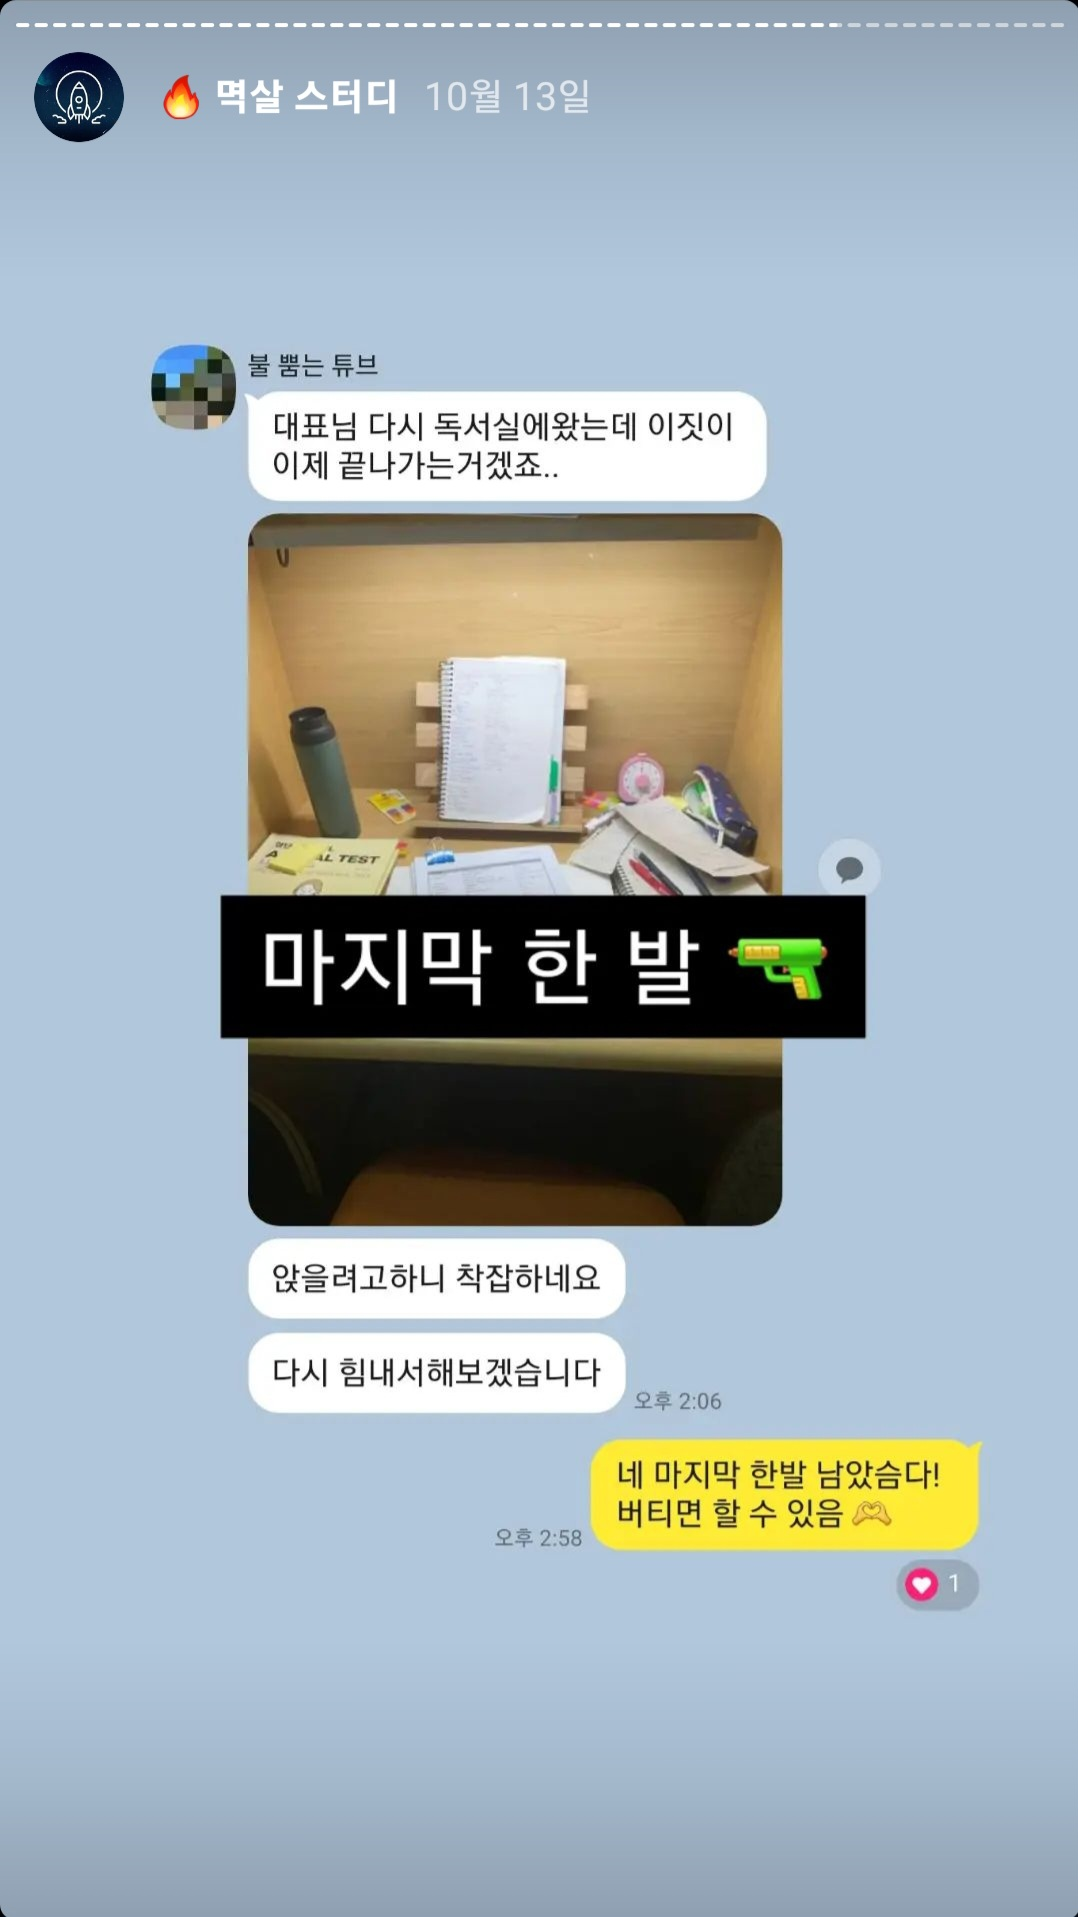 🔥 멱살 스터디 10월 13일
불 뿜는 튜브
대표님 다시 독서실에왔는데 이짓이
이제 끝나가는거겠죠..
AL TEST
마지막 한 발 🔫
앉을려고하니 착잡하네요
다시 힘내서해보겠습니다
오후 2:06
네 마지막 한발 남았슴다!
버티면 할 수 있음 🫶
오후 2:58
1